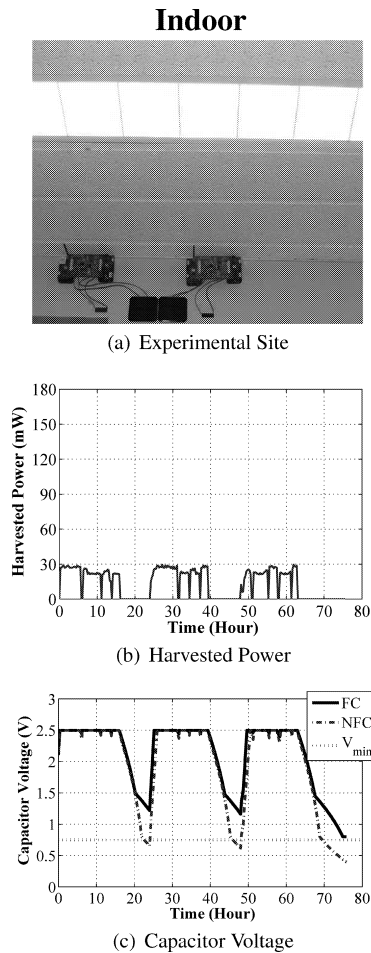 Indoor
(a) Experimental Site
180
150
120
90
60
30
0
0 10 20 30 40 50 60 70 80
Harvested Power (mW)
Time (Hour)
(b) Harvested Power
3
2.5
2
1.5
1
0.5
0
0 10 20 30 40 50 60 70 80
Capacitor Voltage (V)
Time (Hour)
FC
NFC
Vmin
(c) Capacitor Voltage